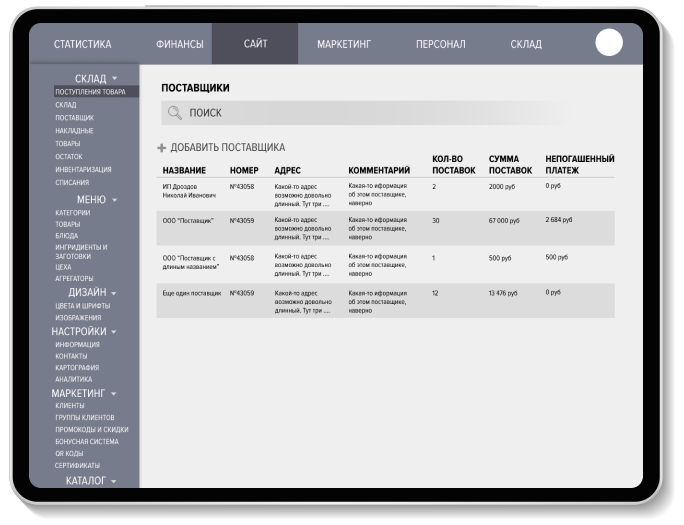 СТАТИСТИКА ФИНАНСЫ САЙТ МАРКЕТИНГ ПЕРСОНАЛ СКЛАД
СКЛАД
ПОСТУПЛЕНИЯ ТОВАРА
СКЛАД
ПОСТАВЩИК
НАКЛАДНЫЕ
ТОВАРЫ
ОСТАТОК
ИНВЕНТАРИЗАЦИЯ
СПИСАНИЯ
МЕНЮ
КАТЕГОРИИ
ТОВАРЫ
БЛЮДА
ИНГРИДИЕНТЫ И
ЗАГОТОВКИ
ЦЕХА
АГРЕГАТОРЫ
ДИЗАЙН
ЦВЕТА И ШРИФТЫ
ИЗОБРАЖЕНИЯ
НАСТРОЙКИ
ИНФОРМАЦИЯ
КОНТАКТЫ
КАРТОГРАФИЯ
АНАЛИТИКА
МАРКЕТИНГ
КЛИЕНТЫ
ГРУППЫ КЛИЕНТОВ
ПРОМОКОДЫ И СКИДКИ
БОНУСНАЯ СИСТЕМА
QR КОДЫ
СЕРТИФИКАТЫ
КАТАЛОГ
ПОСТАВЩИКИ
ПОИСК
+ ДОБАВИТЬ ПОСТАВЩИКА
КОЛ-ВО СУММА НЕПОГАШЕННЫЙ
НАЗВАНИЕ НОМЕР АДРЕС КОММЕНТАРИЙ ПОСТАВОК ПОСТАВОК ПЛАТЕЖ
ИП Дроздов №43058 Какой-то адрес Какая-то иформация 2 2000 руб 0 руб
Николай Иванович возможно довольно об этом поставщике,
длинный. Тут три .... наверно
ООО "Поставщик" №43059 Какой-то адрес Какая-то иформация 30 67 000 руб 2 684 руб
возможно довольно об этом поставщике,
длинный. Тут три .... наверно
ООО "Поставщик с №43058 Какой-то адрес Какая-то иформация 1 500 руб 500 руб
длиным названием" возможно довольно об этом поставщике,
длинный. Тут три .... наверно
Еще один поставщик №43059 Какой-то адрес Какая-то иформация 12 13 476 руб 0 руб
возможно довольно об этом поставщике,
длинный. Тут три .... наверно